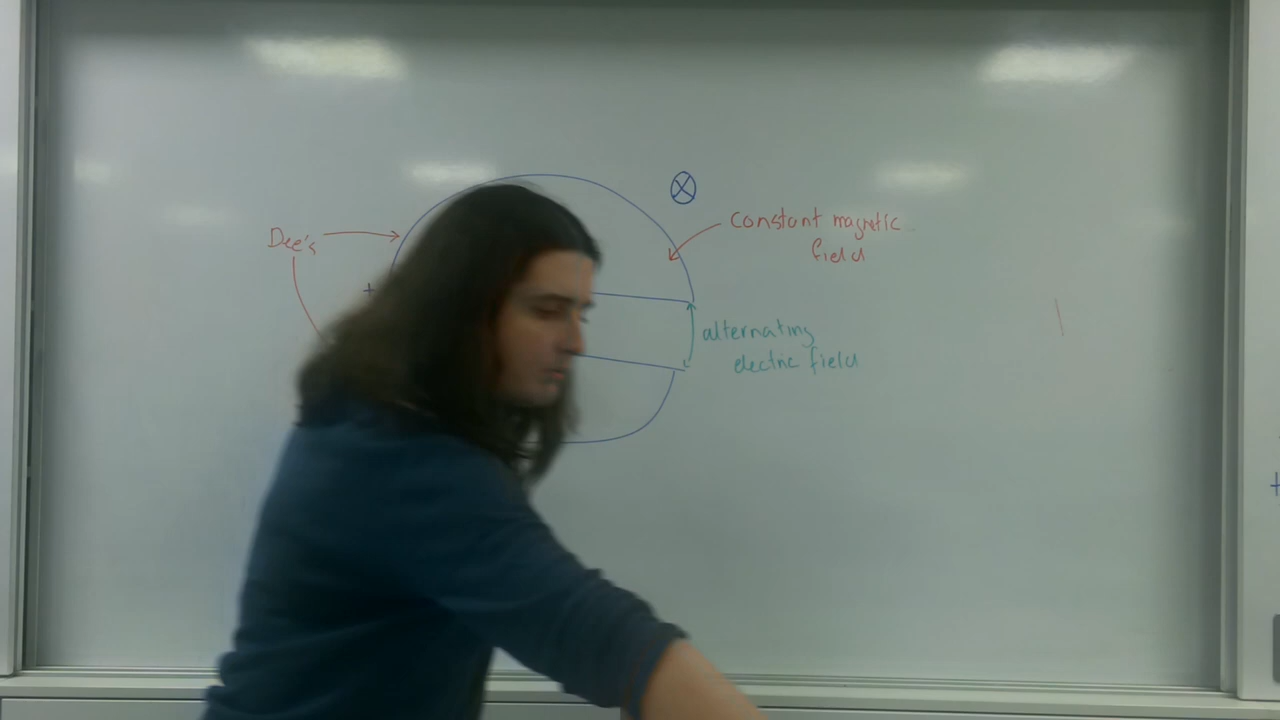 Dee's
constant magnetic
field
+
alternating
electric field
+